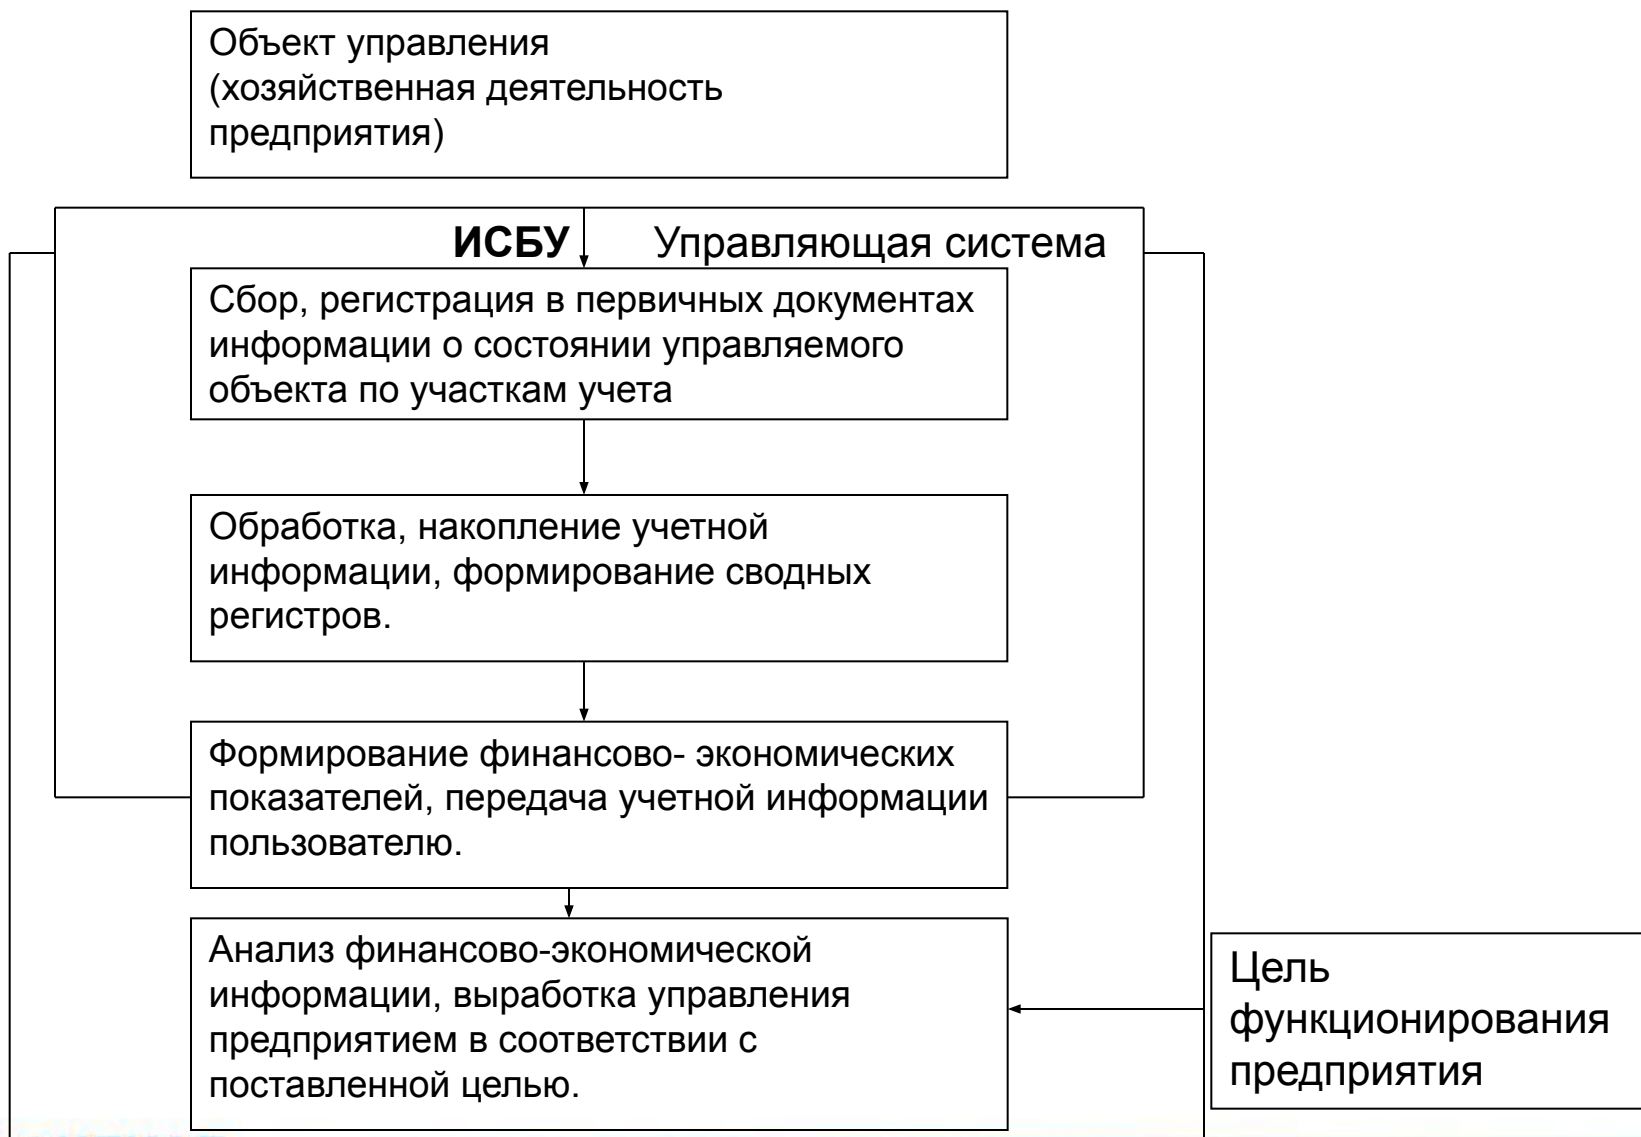 Объект управления
(хозяйственная деятельность
предприятия)
ИСБУ Управляющая система
Сбор, регистрация в первичных документах
информации о состоянии управляемого
объекта по участкам учета
Обработка, накопление учетной
информации, формирование сводных
регистров.
Формирование финансово- экономических
показателей, передача учетной информации
пользователю.
Анализ финансово-экономической
информации, выработка управления
предприятием в соответствии с
поставленной целью.
Цель
функционирования
предприятия